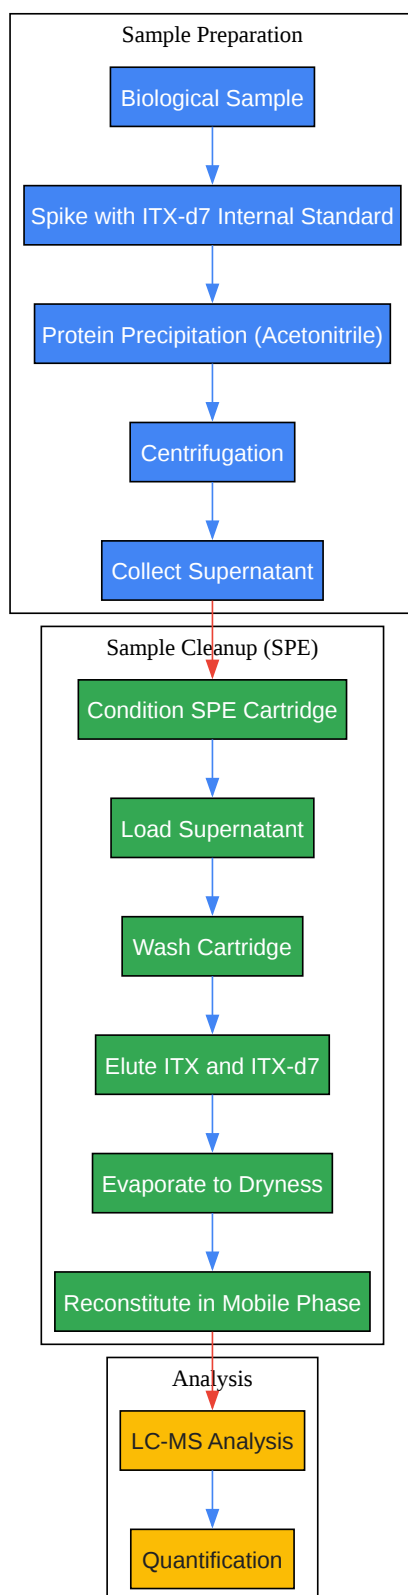 Sample Preparation
Biological Sample
Spike with ITX-d7 Internal Standard
Protein Precipitation (Acetonitrile)
Centrifugation
Collect Supernatant
Sample Cleanup (SPE)
Condition SPE Cartridge
Load Supernatant
Wash Cartridge
Elute ITX and ITX-d7
Evaporate to Dryness
Reconstitute in Mobile Phase
Analysis
LC-MS Analysis
Quantification